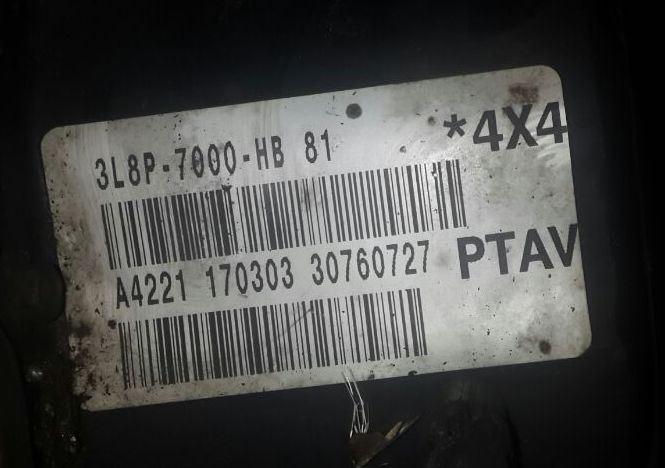 3L8P-7000-HB 81
*4X4
A4221 170303 30760727
PTAV